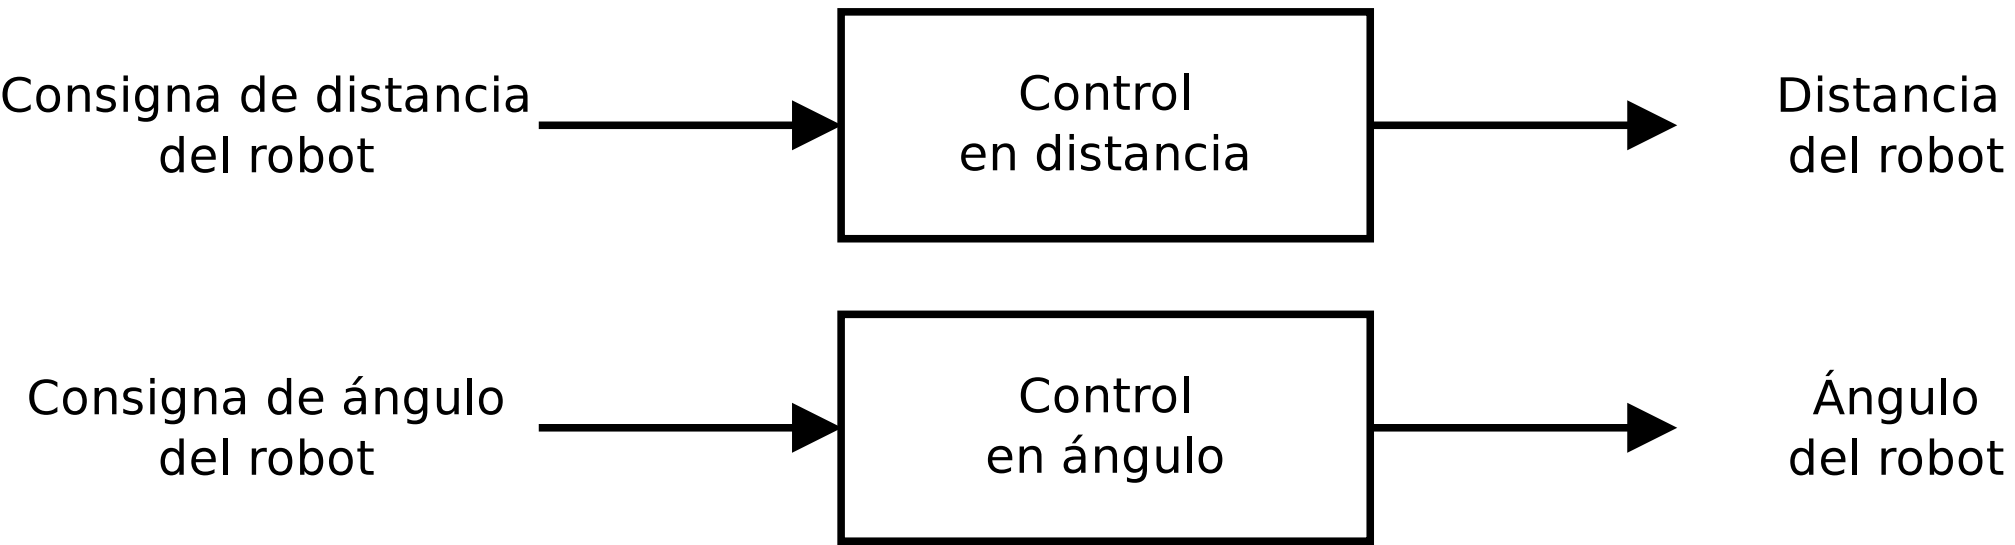 Consigna de distancia
del robot
Control
en distancia
Distancia
del robot
Consigna de ángulo
del robot
Control
en ángulo
Ángulo
del robot